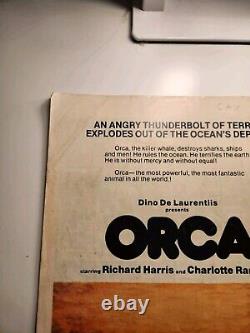 AN ANGRY THUNDERBOLT OF TERR
EXPLODES OUT OF THE OCEAN'S DEP
Orca, the killer whale, destroys sharks, ships
and men! He rules the ocean. He terrifies the earth
He is without mercy and without equal!
Orca— the most powerful, the most fantastic
animal in all the world.!
Dino De Laurentiis
presents
ORCA
starring Richard Harris and Charlotte Ram